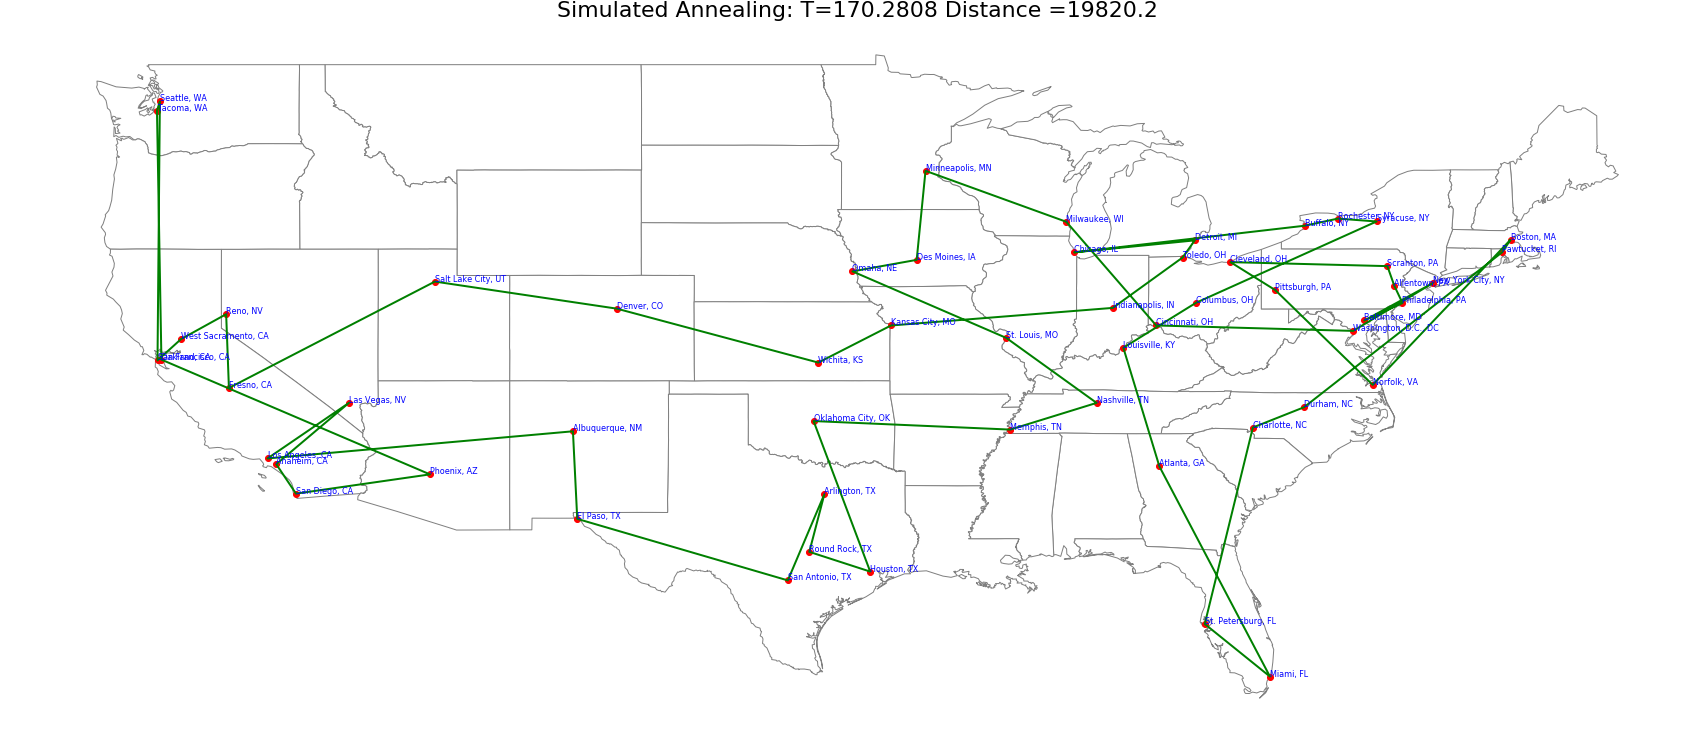 Simulated Annealing: T=170.2808 Distance =19820.2
Seattle, WA
Tacoma, WA
Minneapolis, MN
Milwaukee, WI
Rochester, NY
Syracuse, NY
Buffalo, NY
Boston, MA
Detroit, MI
Chicago, IL
Pawtucket, RI
Toledo, OH
Cleveland, OH
Des Moines, IA
Scranton, PA
Omaha, NE
Salt Lake City, UT
New York City, NY
Allentown, PA
Pittsburgh, PA
Columbus, OH
Philadelphia, PA
Indianapolis, IN
Denver, CO
Reno, NV
Baltimore, MD
Kansas City, MO
Cincinnati, OH
Washington, D.C. DC
West Sacramento, CA
St. Louis, MO
Louisville, KY
San Francisco, CA
Wichita, KS
Fresno, CA
Norfolk, VA
Las Vegas, NV
Nashville, TN
Durham, NC
Oklahoma City, OK
Charlotte, NC
Memphis, TN
Albuquerque, NM
Los Angeles, CA
Anaheim, CA
Atlanta, GA
Phoenix, AZ
San Diego, CA
Arlington, TX
El Paso, TX
Round Rock, TX
Houston, TX
San Antonio, TX
St. Petersburg, FL
Miami, FL